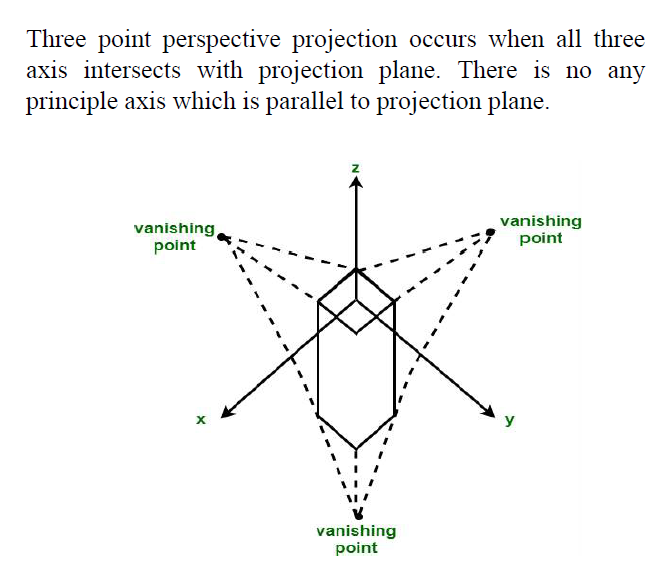 Three point perspective projection occurs when all three
axis intersects with projection plane. There is no any
principle axis which is parallel to projection plane.
z
vanishing
point
vanishing
point
x
y
vanishing
point